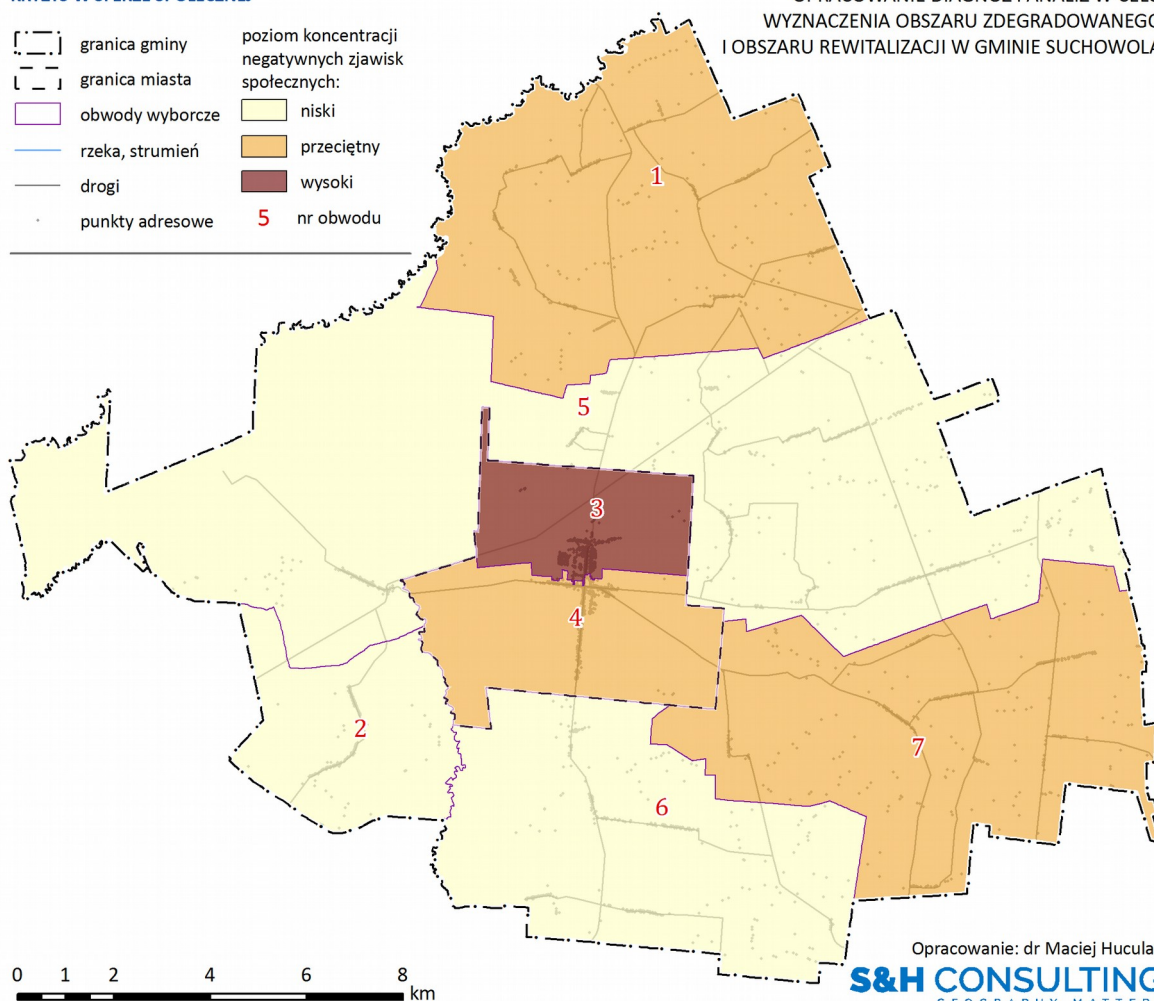 WYZNACZENIA OBSZARU ZDEGRADOWANEGO
I OBSZARU REWITALIZACJI W GMINIE SUCHOWOLA
granica gminy
granica miasta
obwody wyborcze
rzeka, strumień
drogi
punkty adresowe
poziom koncentracji
negatywnych zjawisk
społecznych:
niski
przeciętny
wysoki
5 nr obwodu
1
5
3
4
2
7
6
0 1 2 4 6 8
km
Opracowanie: dr Maciej Hucula
S&H CONSULTING